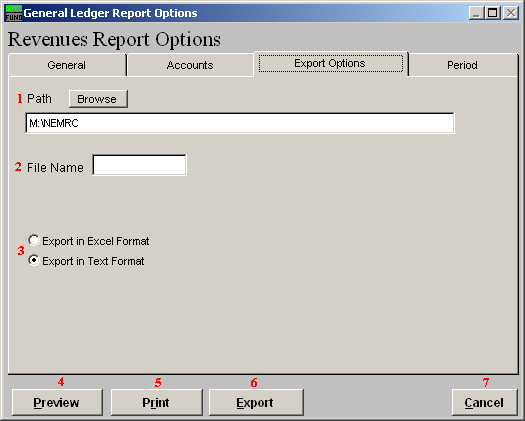 FUND General Ledger Report Options
Revenues Report Options
General Accounts Export Options Period
1 Path Browse
M:\NEMRC
2 File Name
Export in Excel Format
3
Export in Text Format
4 5 6 7
Preview Print Export Cancel